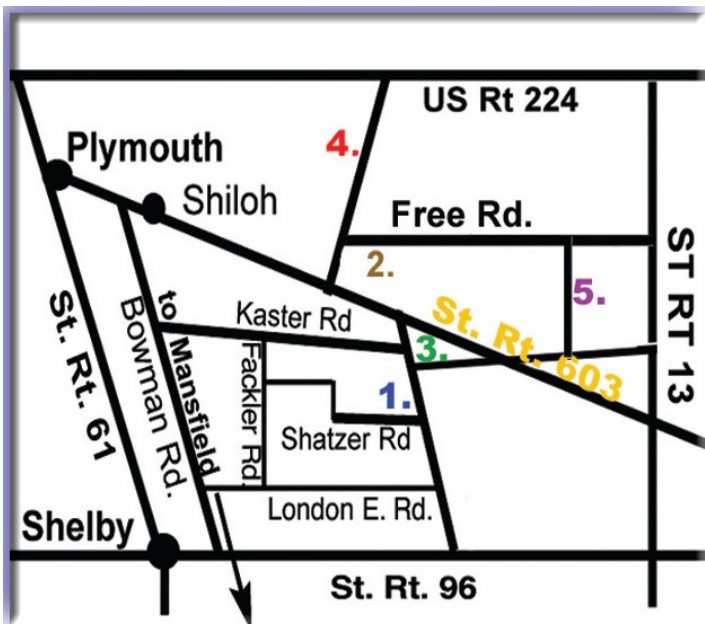 US Rt 224
4.
Plymouth
Shiloh
Free Rd.
2.
ST RT 13
5.
St. Rt. 61
Bowman Rd.
to Mansfield
Kaster Rd
St. Rt. 603
3.
Fackler Rd.
1.
Shatzer Rd
London E. Rd.
Shelby
St. Rt. 96